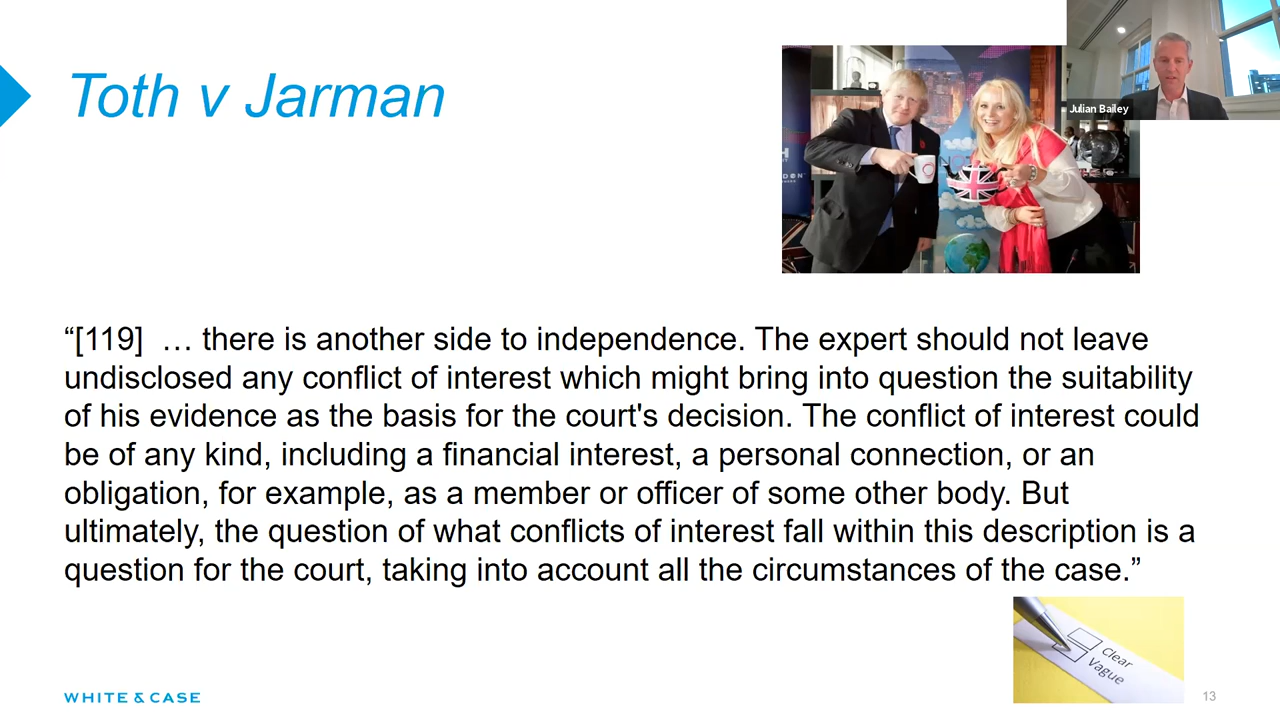 Toth v Jarman
Julian Bailey
“[119] … there is another side to independence. The expert should not leave
undisclosed any conflict of interest which might bring into question the suitability
of his evidence as the basis for the court's decision. The conflict of interest could
be of any kind, including a financial interest, a personal connection, or an
obligation, for example, as a member or officer of some other body. But
ultimately, the question of what conflicts of interest fall within this description is a
question for the court, taking into account all the circumstances of the case.”
Clear
Vague
WHITE & CASE
13